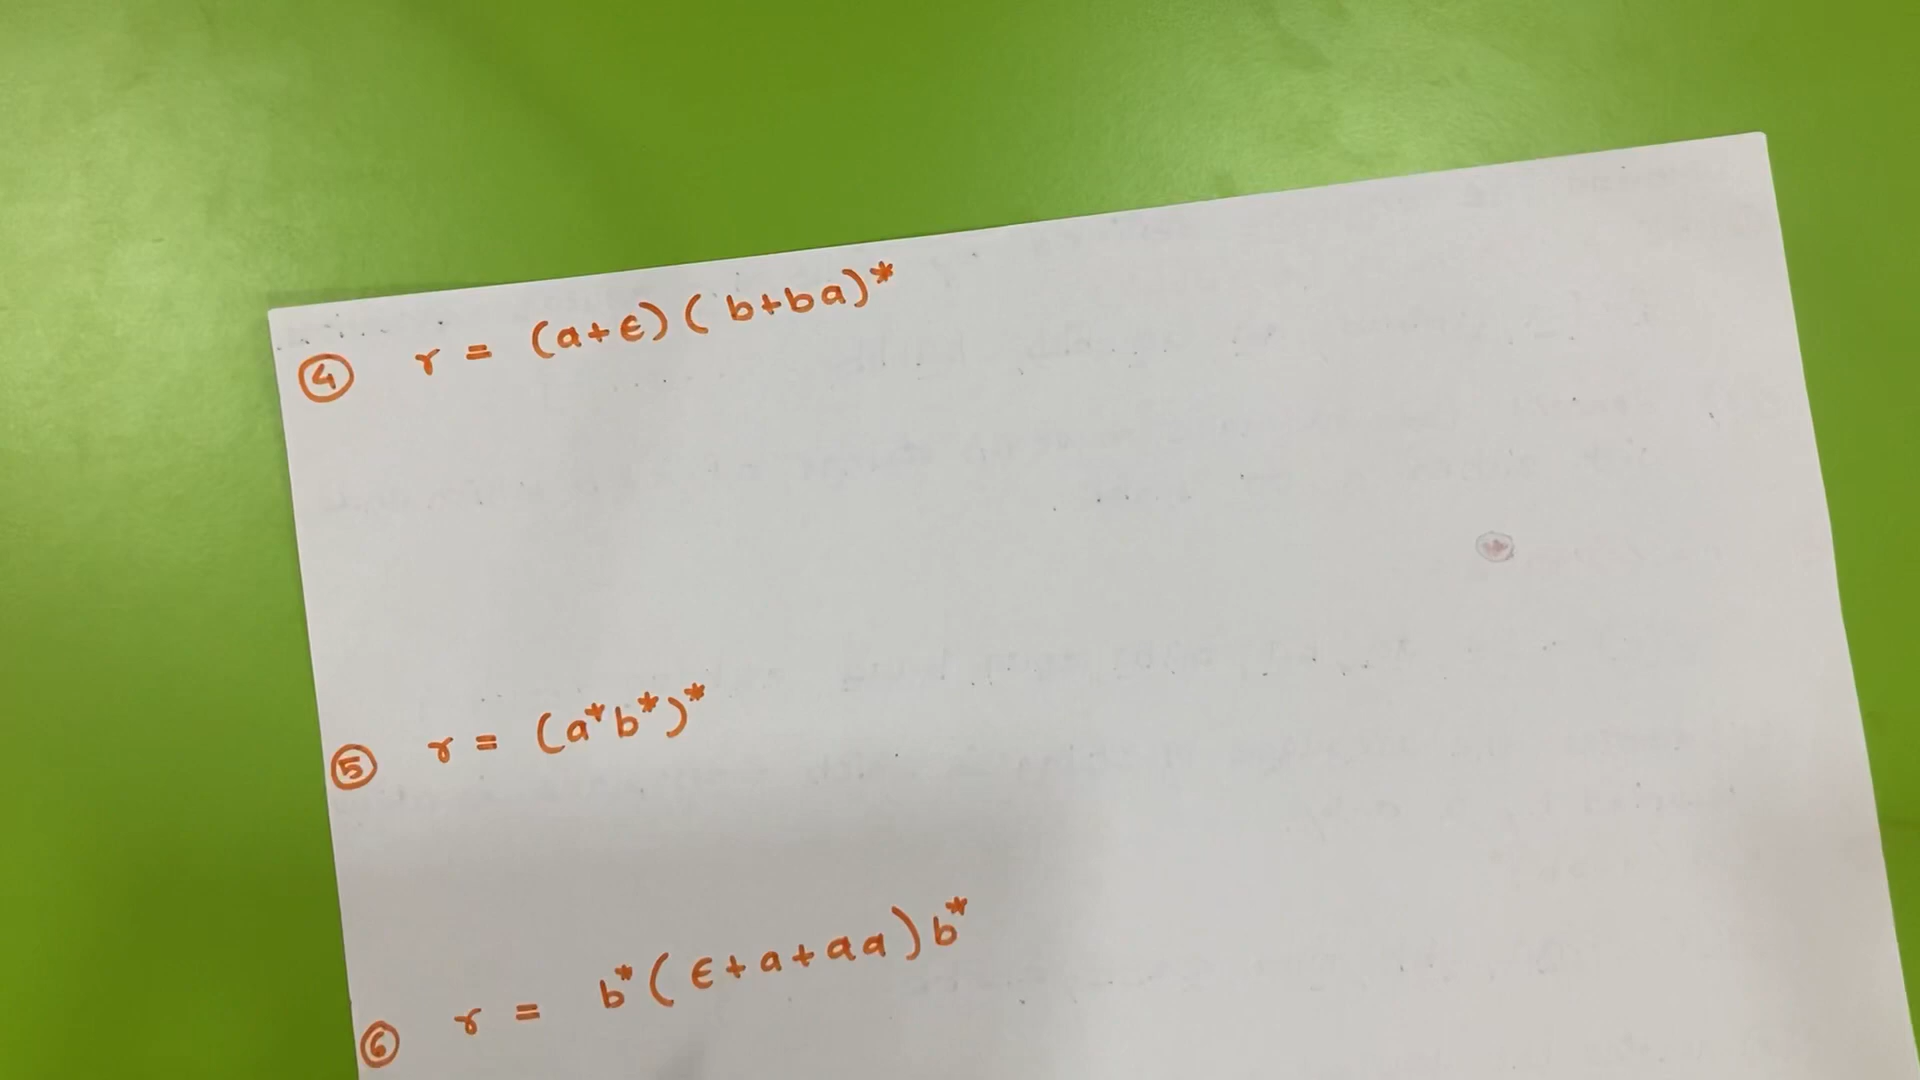 ④ r = (a+ϵ) (b+ba)*
⑤ r = (a*b*)*
⑥ r = b*(ϵ+a+aa)b*